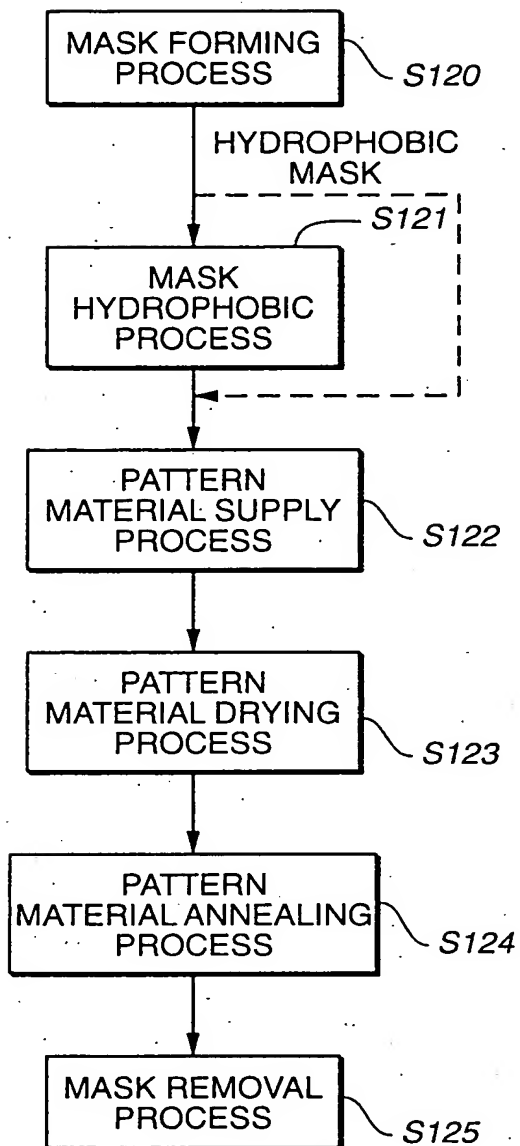 MASK FORMING
PROCESS
S120
HYDROPHOBIC
MASK
S121
MASK
HYDROPHOBIC
PROCESS
PATTERN
MATERIAL SUPPLY
PROCESS
S122
PATTERN
MATERIAL DRYING
PROCESS
S123
PATTERN
MATERIAL ANNEALING
PROCESS
S124
MASK REMOVAL
PROCESS
S125